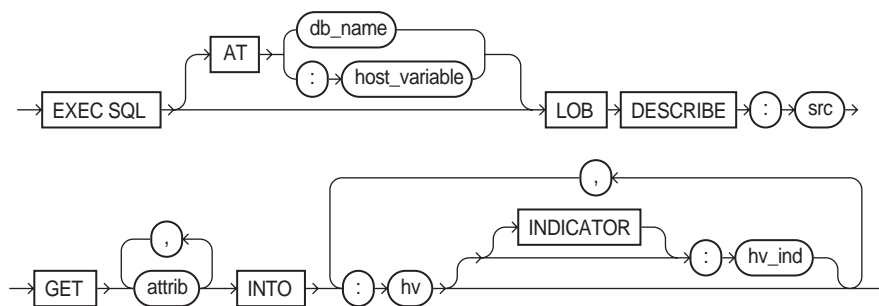 db_name
AT
: host_variable
EXEC SQL LOB DESCRIBE : src
,
, INDICATOR
GET attrib INTO : hv : hv_ind